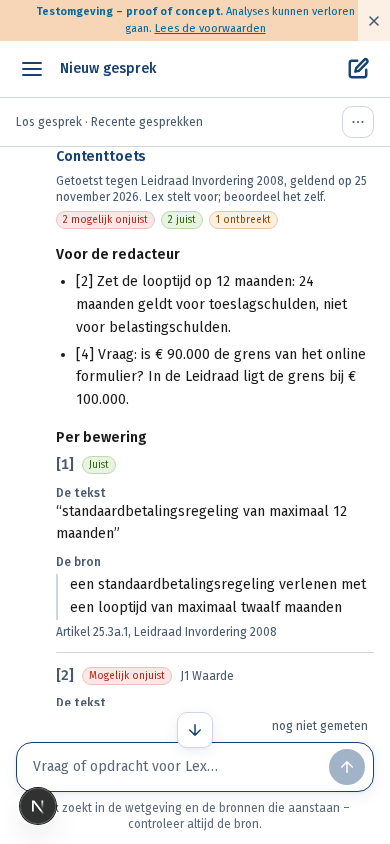 Testomgeving – proof of concept. Analyses kunnen verloren
gaan. Lees de voorwaarden
Nieuw gesprek
Los gesprek · Recente gesprekken
Contenttoets
Getoetst tegen Leidraad Invordering 2008, geldend op 25
november 2026. Lex stelt voor; beoordeel het zelf.
2 mogelijk onjuist 2 juist 1 ontbreekt
Voor de redacteur
• [2] Zet de looptijd op 12 maanden: 24
maanden geldt voor toeslagschulden, niet
voor belastingschulden.
• [4] Vraag: is € 90.000 de grens van het online
formulier? In de Leidraad ligt de grens bij €
100.000.
Per bewering
[1] Juist
De tekst
“standaardbetalingsregeling van maximaal 12
maanden”
De bron
een standaardbetalingsregeling verlenen met
een looptijd van maximaal twaalf maanden
Artikel 25.3a.1, Leidraad Invordering 2008
[2] Mogelijk onjuist J1 Waarde
De tekst
nog niet gemeten
Vraag of opdracht voor Lex…
N
zoekt in de wetgeving en de bronnen die aanstaan –
controleer altijd de bron.